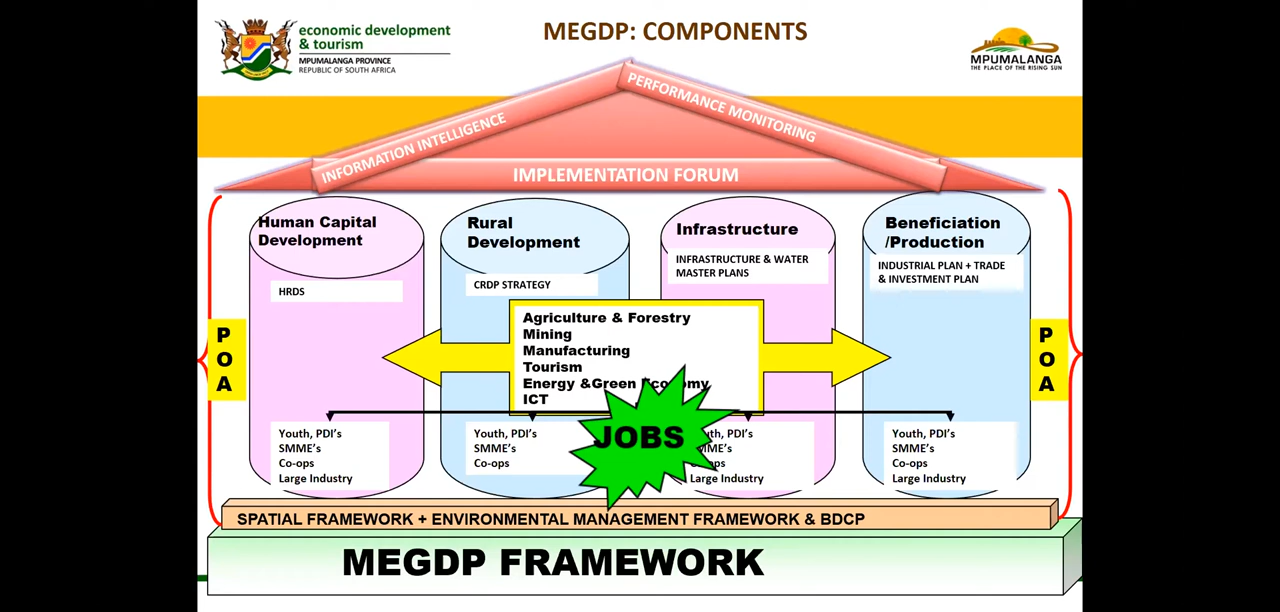 economic development
& tourism
MPUMALANGA PROVINCE
REPUBLIC OF SOUTH AFRICA
MEGDP: COMPONENTS
MPUMALANGA
THE PLACE OF THE RISING SUN
INFORMATION INTELLIGENCE
PERFORMANCE MONITORING
IMPLEMENTATION FORUM
Human Capital
Development
HRDS
Rural
Development
CRDP STRATEGY
Infrastructure
INFRASTRUCTURE & WATER
MASTER PLANS
Beneficiation
/Production
INDUSTRIAL PLAN + TRADE
& INVESTMENT PLAN
P
O
A
Agriculture & Forestry
Mining
Manufacturing
Tourism
Energy &Green Economy
ICT
P
O
A
JOBS
Youth, PDI's
SMME's
Co-ops
Large Industry
Youth, PDI's
SMME's
Co-ops
PDI's
Large Industry
Youth, PDI's
SMME's
Co-ops
Large Industry
SPATIAL FRAMEWORK + ENVIRONMENTAL MANAGEMENT FRAMEWORK & BDCP
MEGDP FRAMEWORK